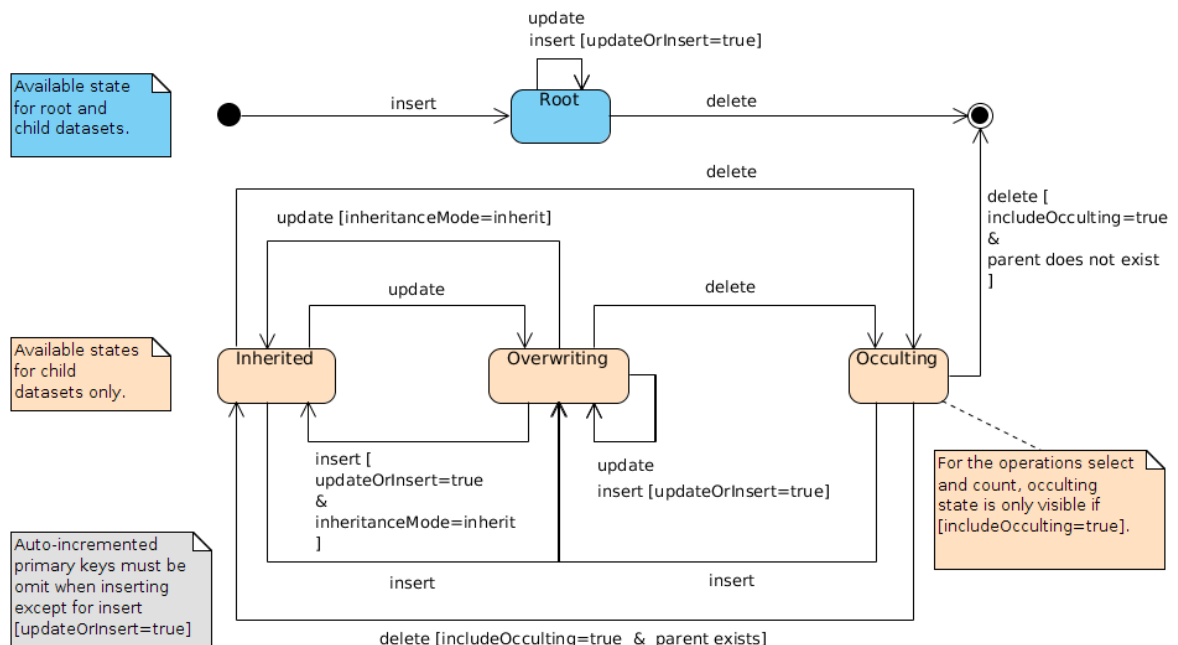 update
insert [updateOrInsert=true]
Available state
for root and
child datasets.
insert
Root
delete
delete
update [inheritanceMode=inherit]
delete [
includeOcculting=true
&
parent does not exist
]
update
delete
Available states
for child
datasets only.
Inherited
Overwriting
Occulting
insert [
updateOrInsert=true
&
inheritanceMode=inherit
]
update
insert [updateOrInsert=true]
For the operations select
and count, occulting
state is only visible if
[includeOcculting=true].
Auto-incremented
primary keys must be
omit when inserting
except for insert
[updateOrInsert=true]
insert
insert
delete [includeOcculting=true & parent exists]